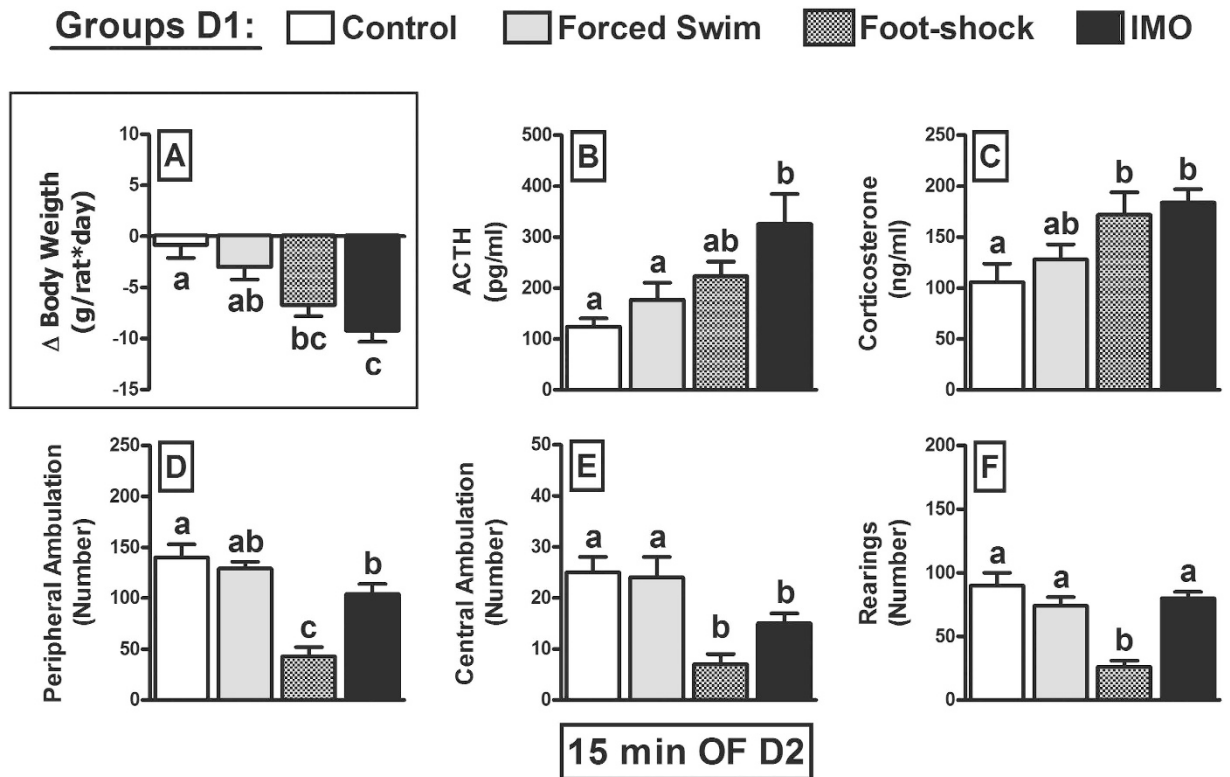 Groups D1: Control Forced Swim Foot-shock IMO
A
Δ Body Weigth
(g/rat*day)
10
5
0
-5
-10
-15
a
ab
bc
c
B
ACTH
(pg/ml)
500
400
300
200
100
0
a
a
ab
b
C
Corticosterone
(ng/ml)
250
200
150
100
50
0
a
ab
b
b
D
Peripheral Ambulation
(Number)
250
200
150
100
50
0
a
ab
c
b
E
Central Ambulation
(Number)
50
40
30
20
10
0
a
a
b
b
F
Rearings
(Number)
200
150
100
50
0
a
a
b
a
15 min OF D2